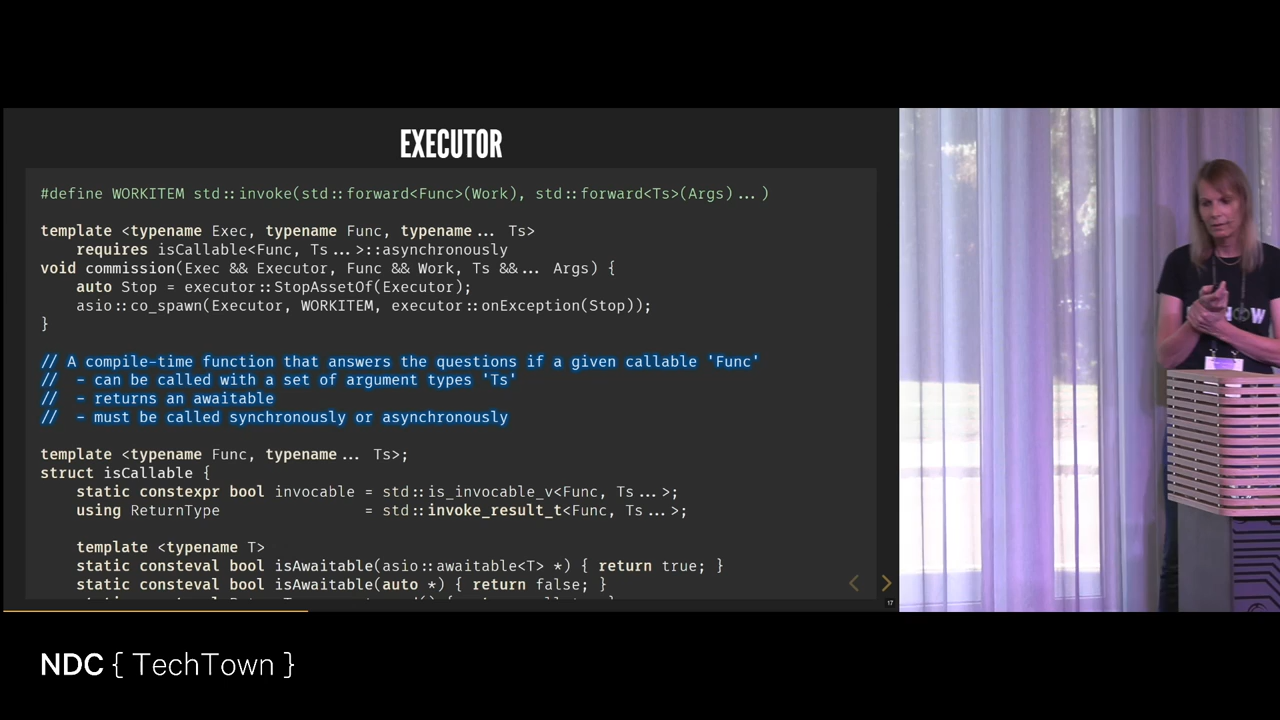 EXECUTOR
#define WORKITEM std::invoke(std::forward<Func>(Work), std::forward<Ts>(Args)...)
template <typename Exec, typename Func, typename... Ts>
requires isCallable<Func, Ts...>::asynchronously
void commission(Exec && Executor, Func && Work, Ts &&... Args) {
auto Stop = executor::StopAssetOf(Executor);
asio::co_spawn(Executor, WORKITEM, executor::onException(Stop));
}
// A compile-time function that answers the questions if a given callable 'Func'
// - can be called with a set of argument types 'Ts'
// - returns an awaitable
// - must be called synchronously or asynchronously
template <typename Func, typename... Ts>;
struct isCallable {
static constexpr bool invocable = std::is_invocable_v<Func, Ts...>;
using ReturnType = std::invoke_result_t<Func, Ts...>;
template <typename T>
static consteval bool isAwaitable(asio::awaitable<T> *) { return true; }
static consteval bool isAwaitable(auto *) { return false; }
17
NDC { TechTown }